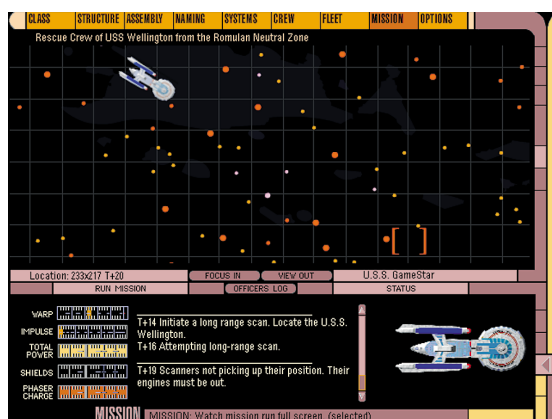 CLASS STRUCTURE ASSEMBLY NAMING SYSTEMS CREW FLEET MISSION OPTIONS
Rescue Crew of USS Wellington from the Romulan Neutral Zone
Location: 233x217 T+20 FOCUS IN VIEW OUT U.S.S. GameStar
RUN MISSION OFFICERS LOG STATUS
WARP
IMPULSE
TOTAL
POWER
SHIELDS
PHASER
CHARGE
T+14 Initiate a long range scan. Locate the U.S.S.
Wellington.
T+16 Attempting long-range scan.
T+19 Scanners not picking up their position. Their
engines must be out.
MISSION MISSION: Watch mission run full screen. (selected)